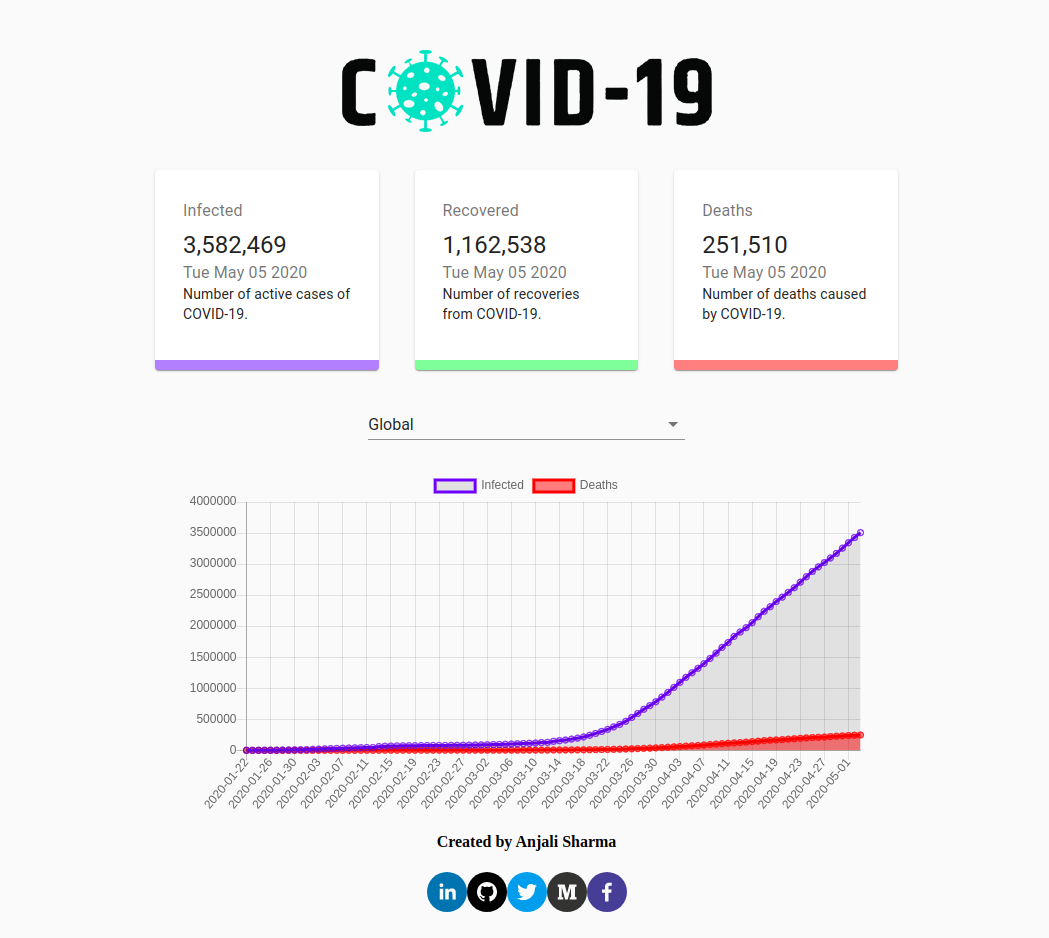 COVID-19
Infected
3,582,469
Tue May 05 2020
Number of active cases of
COVID-19.
Recovered
1,162,538
Tue May 05 2020
Number of recoveries
from COVID-19.
Deaths
251,510
Tue May 05 2020
Number of deaths caused
by COVID-19.
Global
Infected
Deaths
4000000
3500000
3000000
2500000
2000000
1500000
1000000
500000
0
2020-01-22
2020-01-26
2020-01-30
2020-02-03
2020-02-07
2020-02-11
2020-02-15
2020-02-19
2020-02-23
2020-02-27
2020-03-02
2020-03-06
2020-03-10
2020-03-14
2020-03-18
2020-03-22
2020-03-26
2020-03-30
2020-04-03
2020-04-07
2020-04-11
2020-04-15
2020-04-19
2020-04-23
2020-04-27
2020-05-01
Created by Anjali Sharma
in
M
f